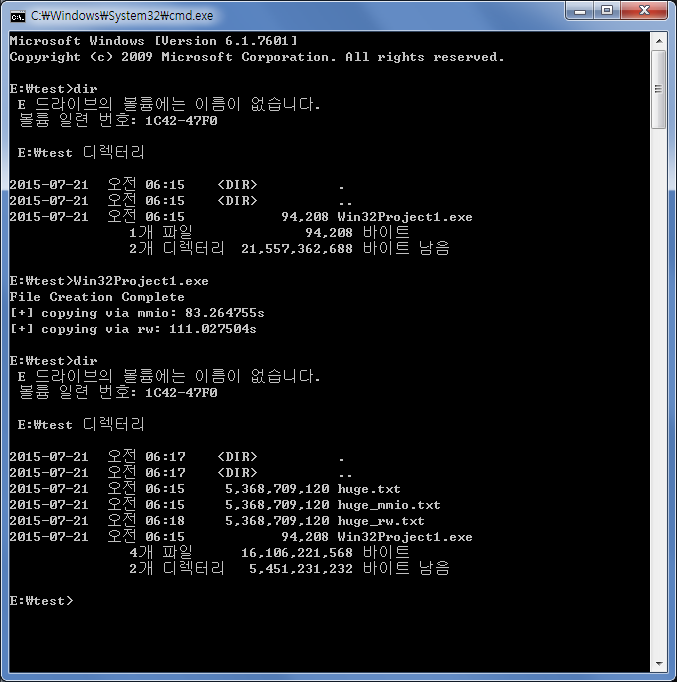 C:₩Windows₩System32₩cmd.exe
Microsoft Windows [Version 6.1.7601]
Copyright (c) 2009 Microsoft Corporation. All rights reserved.
E:₩test>dir
E 드라이브의 볼륨에는 이름이 없습니다.
볼륨 일련 번호: 1C42-47F0
E:₩test 디렉터리
2015-07-21  오전 06:15    <DIR>          .
2015-07-21  오전 06:15    <DIR>          ..
2015-07-21  오전 06:15            94,208 Win32Project1.exe
1개 파일              94,208 바이트
2개 디렉터리  21,557,362,688 바이트 남음
E:₩test>Win32Project1.exe
File Creation Complete
[+] copying via mmio: 83.264755s
[+] copying via rw: 111.027504s
E:₩test>dir
E 드라이브의 볼륨에는 이름이 없습니다.
볼륨 일련 번호: 1C42-47F0
E:₩test 디렉터리
2015-07-21  오전 06:17    <DIR>          .
2015-07-21  오전 06:17    <DIR>          ..
2015-07-21  오전 06:15     5,368,709,120 huge.txt
2015-07-21  오전 06:15     5,368,709,120 huge_mmio.txt
2015-07-21  오전 06:18     5,368,709,120 huge_rw.txt
2015-07-21  오전 06:15            94,208 Win32Project1.exe
4개 파일      16,106,221,568 바이트
2개 디렉터리   5,451,231,232 바이트 남음
E:₩test>